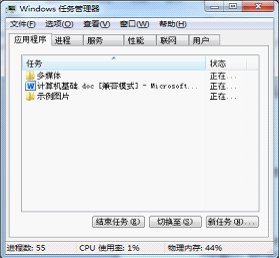 Windows 任务管理器
文件(F) 选项(O) 查看(V) 窗口(W) 帮助(H)
应用程序 进程 服务 性能 联网 用户
任务 状态
多媒体 正在...
计算机基础.doc [兼容模式] - Microsoft... 正在...
示例图片 正在...
结束任务(E) 切换至(S) 新任务(N)...
进程数: 55 CPU 使用率: 1% 物理内存: 44%